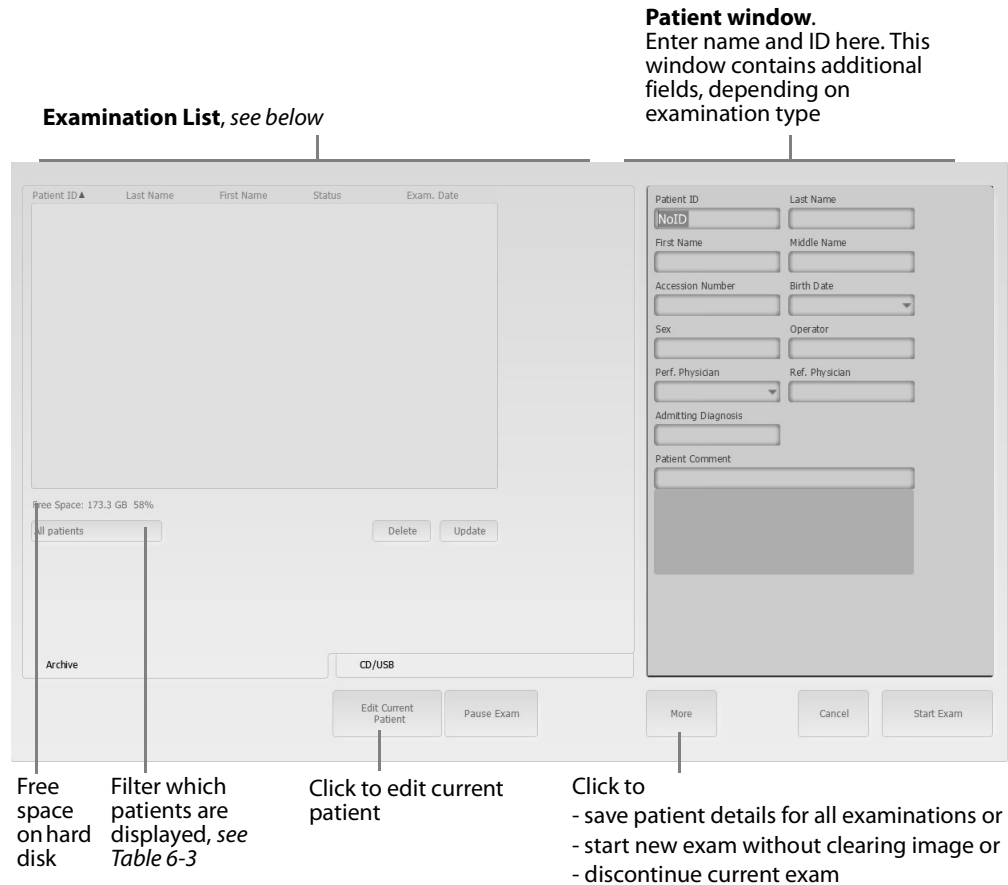 Patient window.
Enter name and ID here. This
window contains additional
fields, depending on
examination type
Examination List, see below
Patient ID▲ Last Name First Name Status Exam. Date
Free Space: 173.3 GB 58%
All patients Delete Update
Archive CD/USB
Edit Current
Patient
Pause Exam
Patient ID Last Name
NoID
First Name Middle Name
Accession Number Birth Date
Sex Operator
Perf. Physician Ref. Physician
Admitting Diagnosis
Patient Comment
More Cancel Start Exam
Free
space
on hard
disk
Filter which
patients are
displayed, see
Table 6-3
Click to edit current
patient
Click to
- save patient details for all examinations or
- start new exam without clearing image or
- discontinue current exam